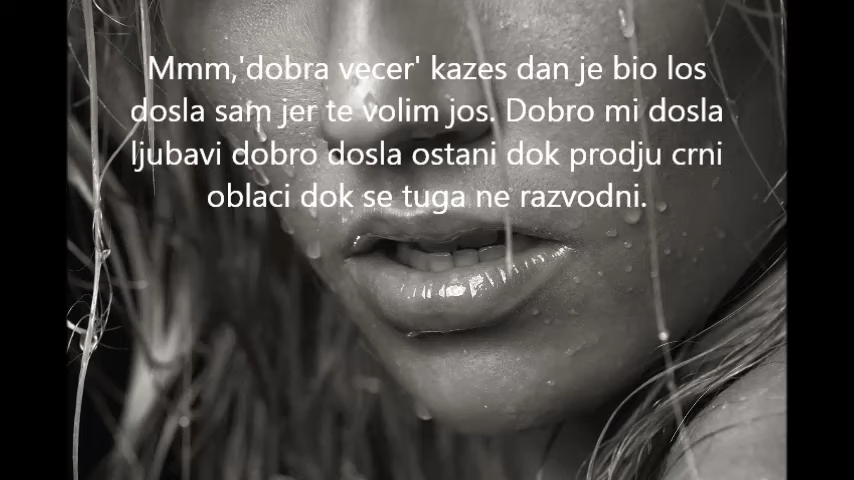 Mmm,'dobra vecer' kazes dan je bio los
dosla sam jer te volim jos. Dobro mi dosla
ljubavi dobro dosla ostani dok prodju crni
oblaci dok se tuga ne razvodni.